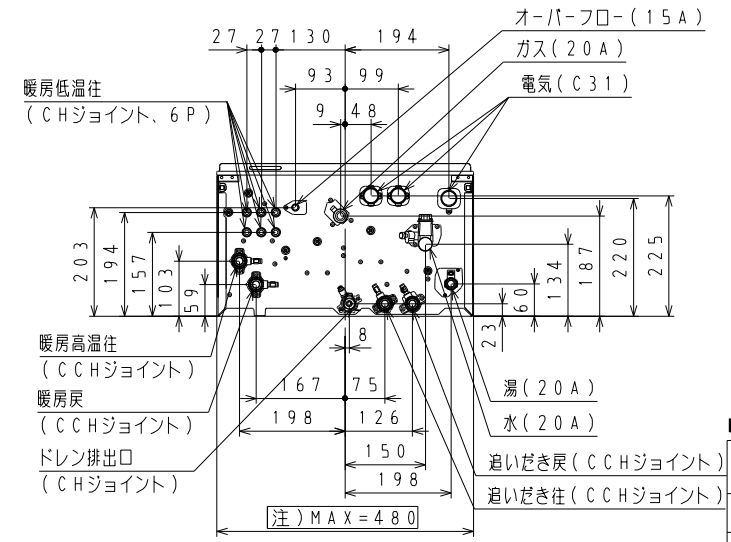 オーバーフロー(15A)
27 27 130 194
ガス(20A)
93 99
電気(C31)
暖房低温往
(CHジョイント、6P)
9 48
203
194
157
103
59
23
60
134
187
220
225
8
暖房高温往
(CCHジョイント)
167 75
湯(20A)
暖房戻
(CCHジョイント)
198 126
水(20A)
ドレン排出口
(CHジョイント)
150
追いだき戻(CCHジョイント)
198
追いだき往(CCHジョイント)
注)MAX=480